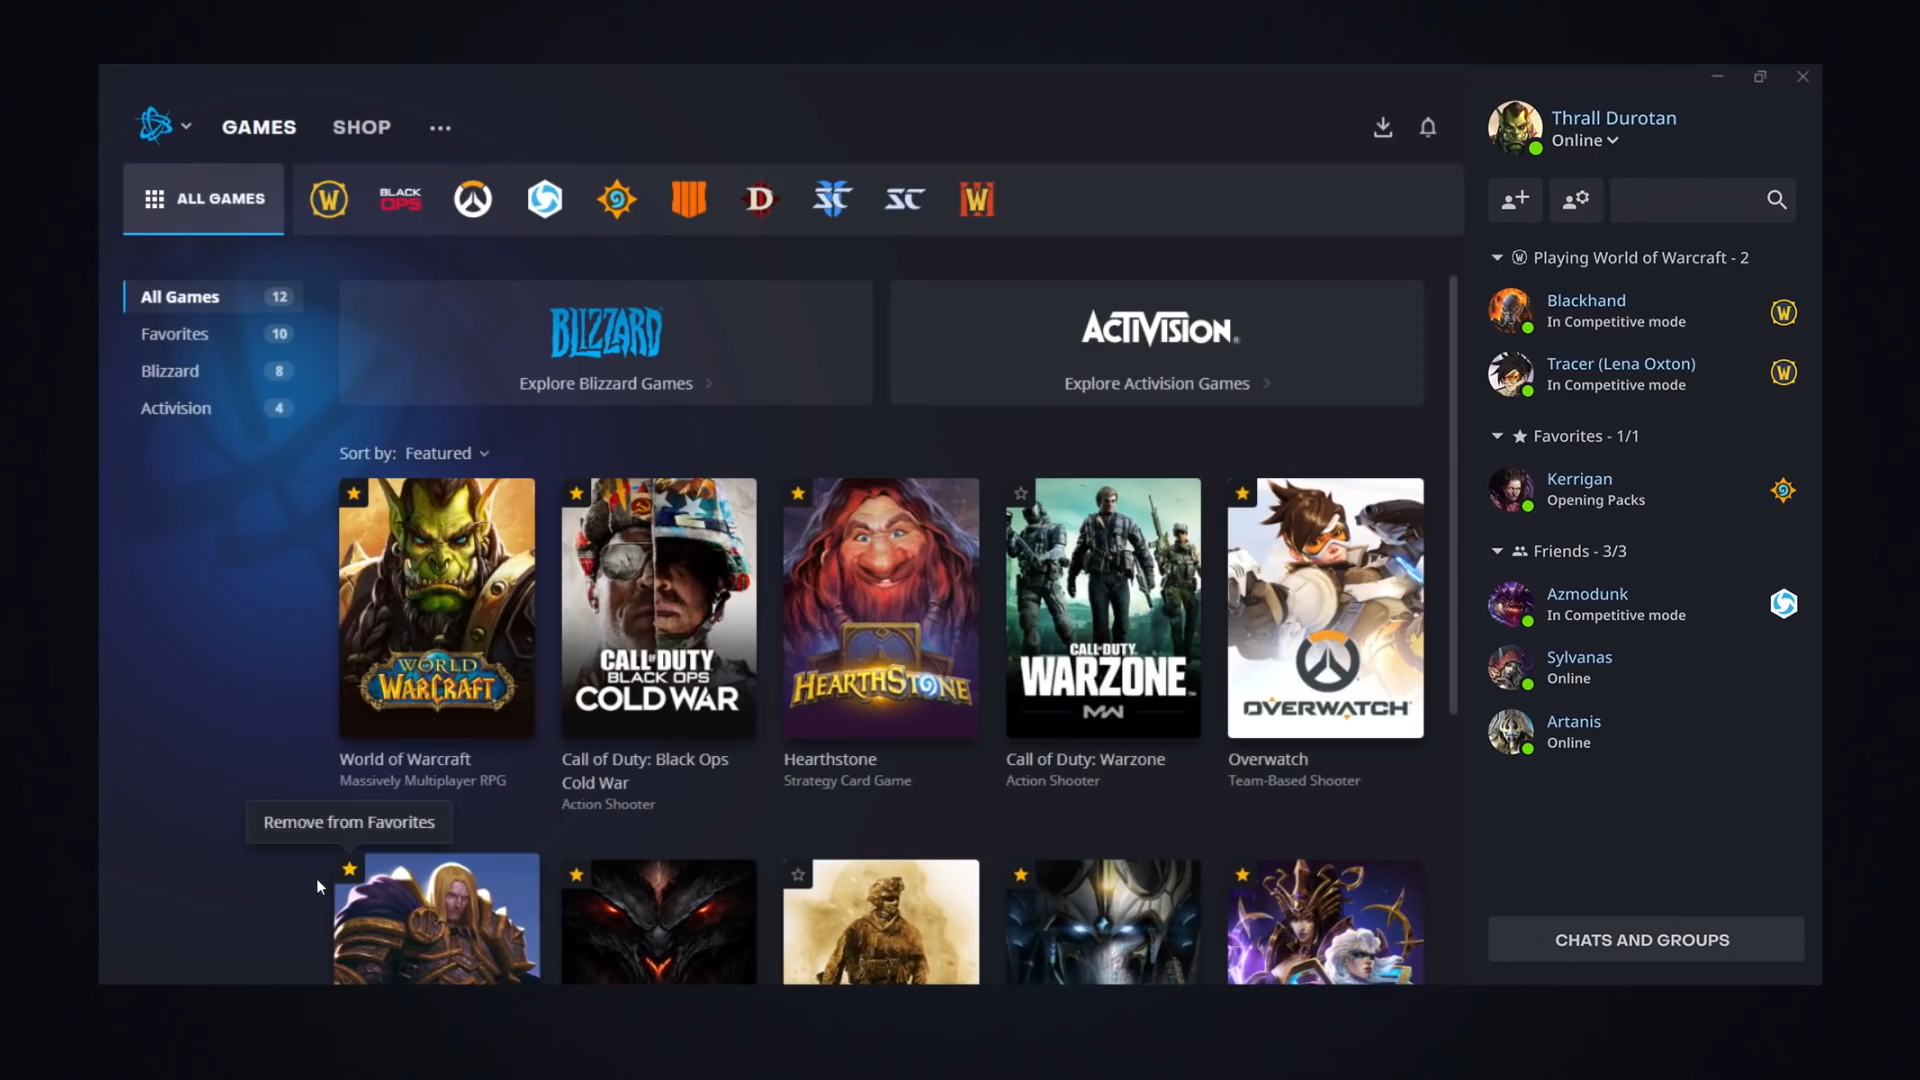 GAMES SHOP
ALL GAMES
BLACK
OPS
All Games 12
Favorites 10
Blizzard 8
Activision 4
BLIZZARD
Explore Blizzard Games
ACTIVISION
Explore Activision Games
Sort by: Featured
WORLD
WARCRAFT
World of Warcraft
Massively Multiplayer RPG
CALL OF DUTY
BLACK OPS
COLD WAR
Call of Duty: Black Ops
Cold War
Action Shooter
HEARTHSTONE
Hearthstone
Strategy Card Game
CALL OF DUTY
WARZONE
MW
Call of Duty: Warzone
Action Shooter
OVERWATCH
Overwatch
Team-Based Shooter
Remove from Favorites
Thrall Durotan
Online
Playing World of Warcraft - 2
Blackhand
In Competitive mode
Tracer (Lena Oxton)
In Competitive mode
Favorites - 1/1
Kerrigan
Opening Packs
Friends - 3/3
Azmodunk
In Competitive mode
Sylvanas
Online
Artanis
Online
CHATS AND GROUPS